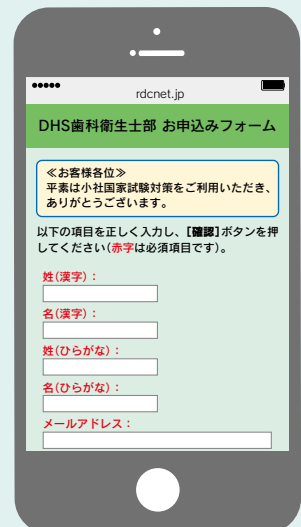 rdcnet.jp
DHS歯科衛生士部 お申込みフォーム
≪お客様各位≫
平素は小社国家試験対策をご利用いただき、
ありがとうございます。
以下の項目を正しく入力し、【確認】ボタンを押
してください(赤字は必須項目です)。
姓(漢字)：
名(漢字)：
姓(ひらがな)：
名(ひらがな)：
メールアドレス：